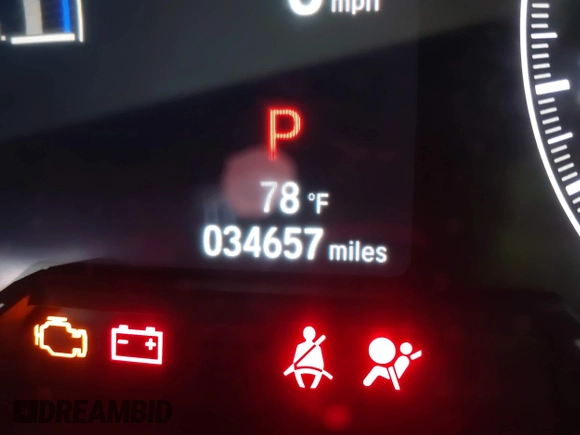 mph
P
78 °F
034657 miles
DREAMBID